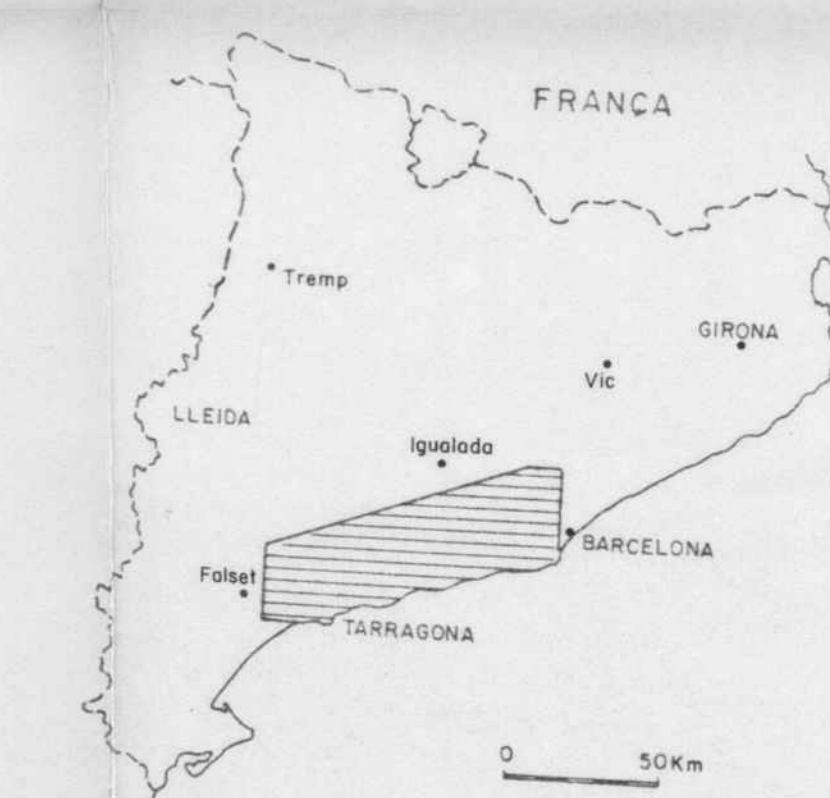 FRANÇA
Tremp
GIRONA
Vic
LLEIDA
Igualada
BARCELONA
Falset
TARRAGONA
0 50Km